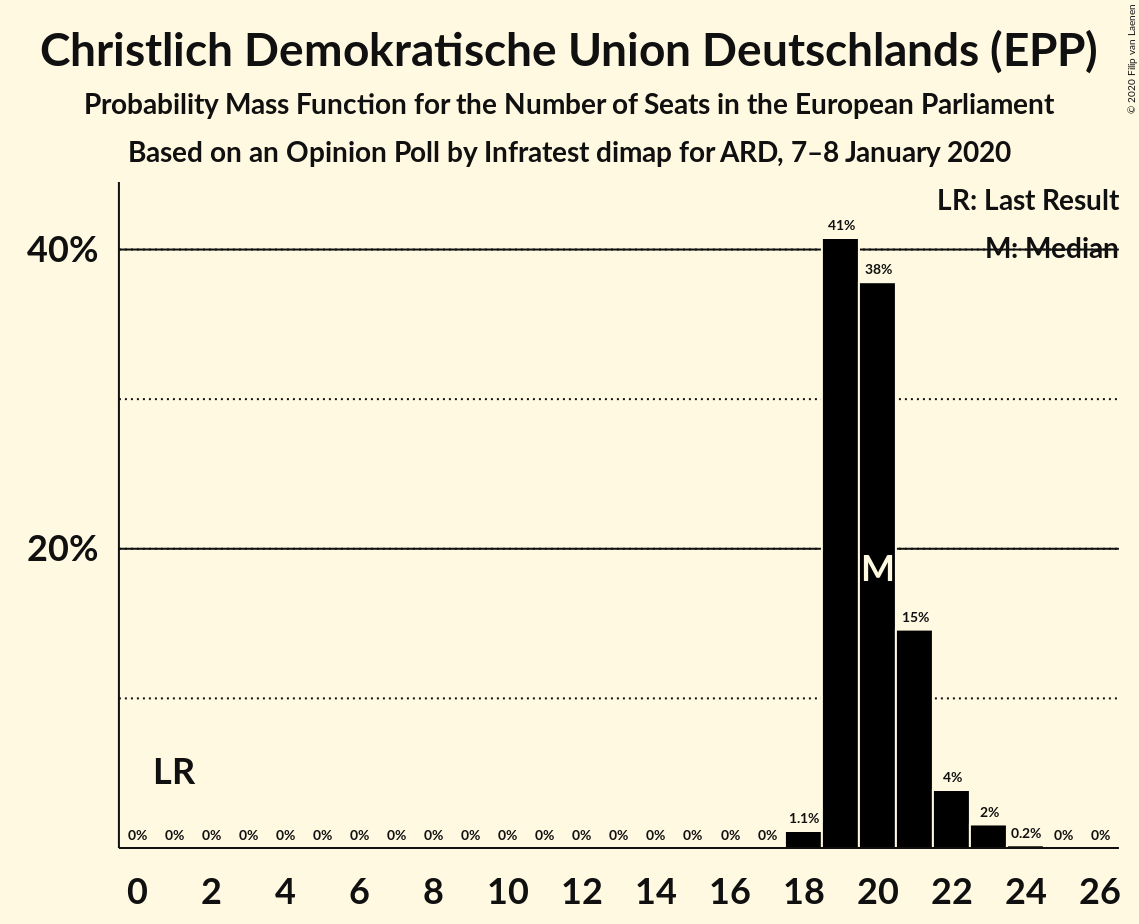 Christlich Demokratische Union Deutschlands (EPP)
Probability Mass Function for the Number of Seats in the European Parliament
Based on an Opinion Poll by Infratest dimap for ARD, 7–8 January 2020
© 2020 Filip van Laenen
LR: Last Result
M: Median
40%
20%
41%
38%
M
15%
LR
4%
2%
1.1%
0.2%
0% 0% 0% 0% 0% 0% 0% 0% 0% 0% 0% 0% 0% 0% 0% 0% 0% 0% 0% 0%
0 2 4 6 8 10 12 14 16 18 20 22 24 26